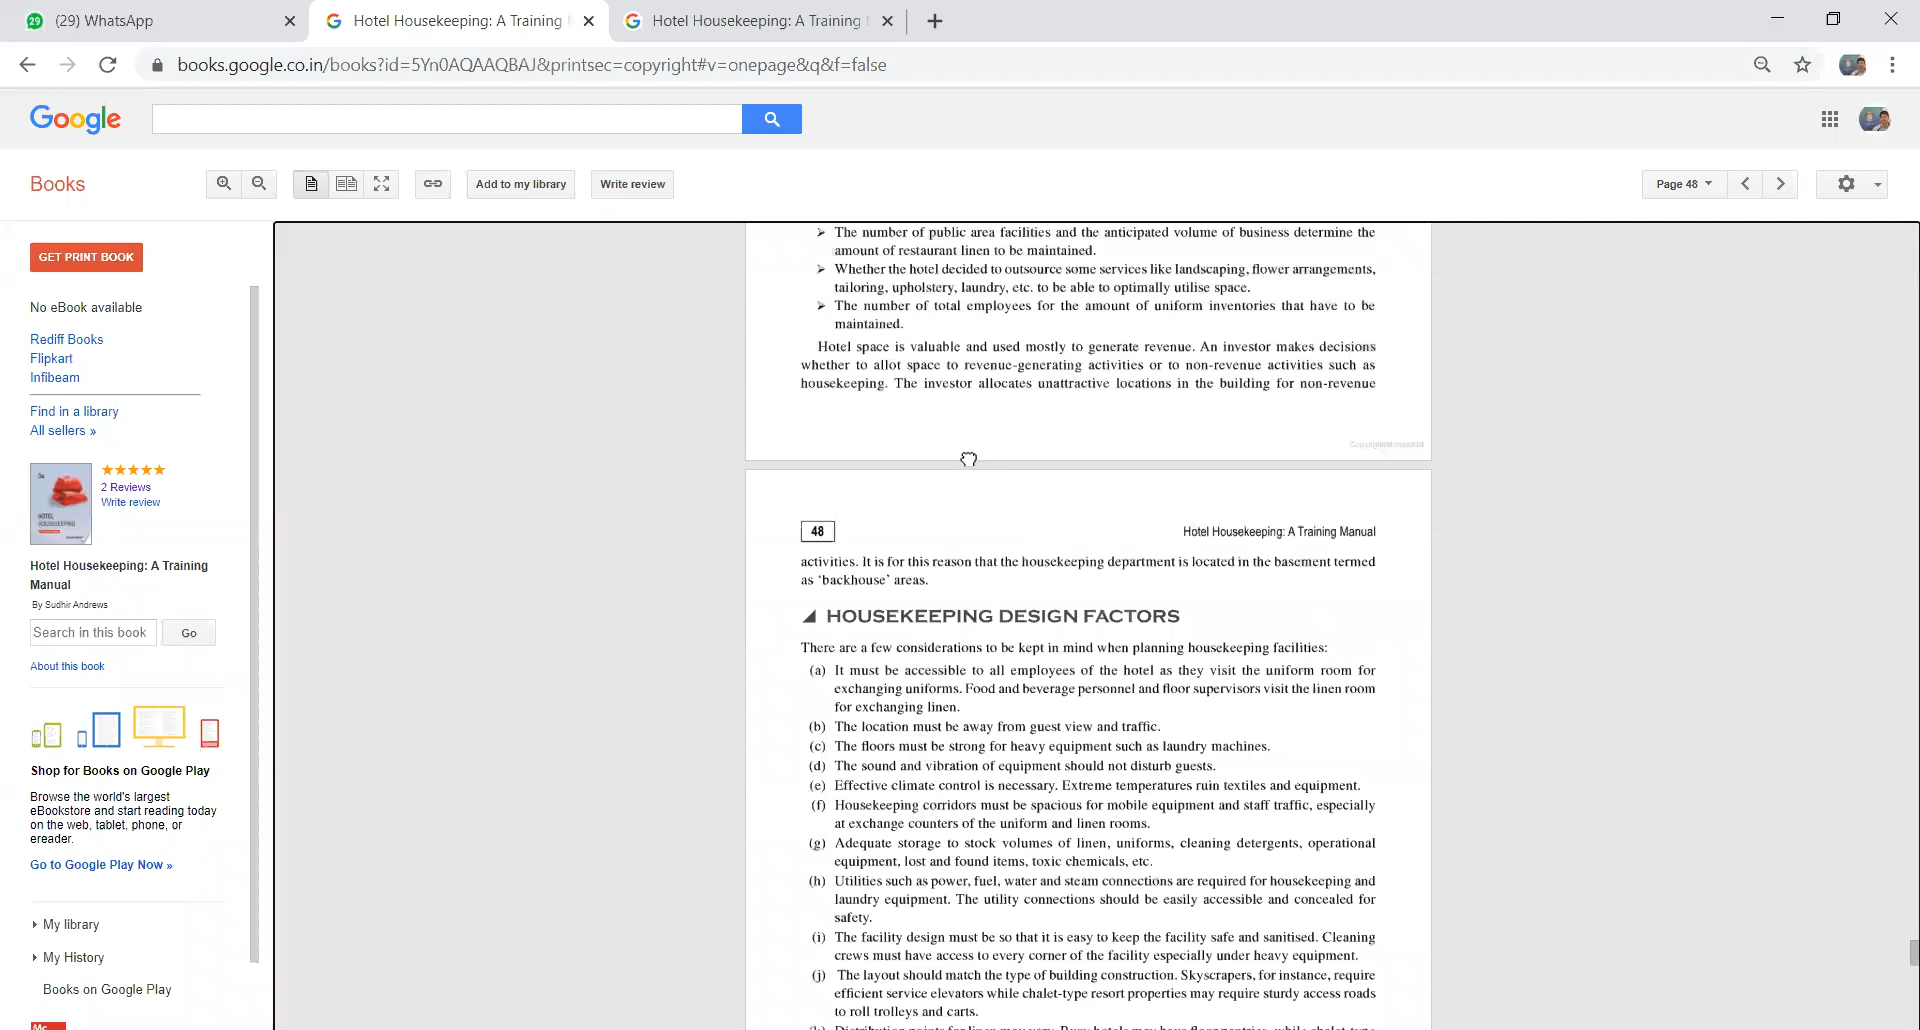 (29) WhatsApp
Hotel Housekeeping: A Training
Hotel Housekeeping: A Training
books.google.co.in/books?id=5Yn0AQAAQBAJ&printsec=copyright#v=onepage&q&f=false
Google
Books
Add to my library
Write review
Page 48
GET PRINT BOOK
No eBook available
Rediff Books
Flipkart
Infibeam
Find in a library
All sellers »
2 Reviews
Write review
HOTEL
HOUSEKEEPING
Hotel Housekeeping: A Training
Manual
By Sudhir Andrews
Search in this book
Go
About this book
Shop for Books on Google Play
Browse the world's largest
eBookstore and start reading today
on the web, tablet, phone, or
ereader.
Go to Google Play Now »
My library
My History
Books on Google Play
Mc
➢ The number of public area facilities and the anticipated volume of business determine the
amount of restaurant linen to be maintained.
➢ Whether the hotel decided to outsource some services like landscaping, flower arrangements,
tailoring, upholstery, laundry, etc. to be able to optimally utilise space.
➢ The number of total employees for the amount of uniform inventories that have to be
maintained.
Hotel space is valuable and used mostly to generate revenue. An investor makes decisions
whether to allot space to revenue-generating activities or to non-revenue activities such as
housekeeping. The investor allocates unattractive locations in the building for non-revenue
Copyrighted material
48
Hotel Housekeeping: A Training Manual
activities. It is for this reason that the housekeeping department is located in the basement termed
as 'backhouse' areas.
HOUSEKEEPING DESIGN FACTORS
There are a few considerations to be kept in mind when planning housekeeping facilities:
(a) It must be accessible to all employees of the hotel as they visit the uniform room for
exchanging uniforms. Food and beverage personnel and floor supervisors visit the linen room
for exchanging linen.
(b) The location must be away from guest view and traffic.
(c) The floors must be strong for heavy equipment such as laundry machines.
(d) The sound and vibration of equipment should not disturb guests.
(e) Effective climate control is necessary. Extreme temperatures ruin textiles and equipment.
(f) Housekeeping corridors must be spacious for mobile equipment and staff traffic, especially
at exchange counters of the uniform and linen rooms.
(g) Adequate storage to stock volumes of linen, uniforms, cleaning detergents, operational
equipment, lost and found items, toxic chemicals, etc.
(h) Utilities such as power, fuel, water and steam connections are required for housekeeping and
laundry equipment. The utility connections should be easily accessible and concealed for
safety.
(i) The facility design must be so that it is easy to keep the facility safe and sanitised. Cleaning
crews must have access to every corner of the facility especially under heavy equipment.
(j) The layout should match the type of building construction. Skyscrapers, for instance, require
efficient service elevators while chalet-type resort properties may require sturdy access roads
to roll trolleys and carts.